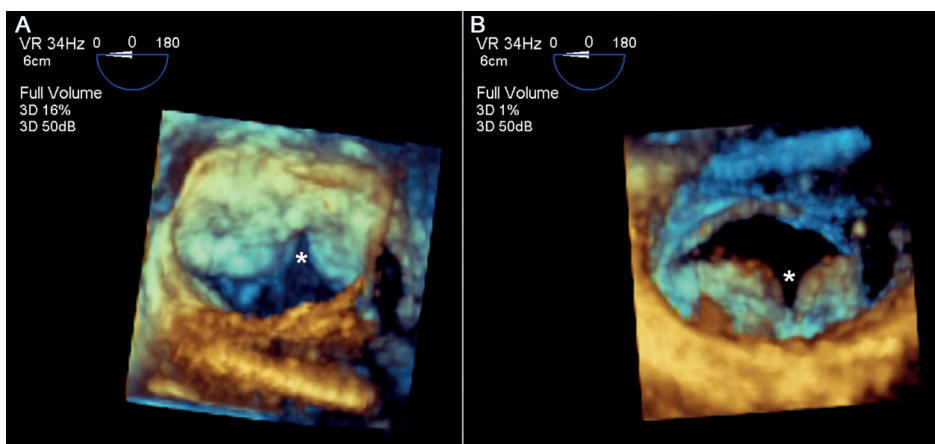 A
VR 34Hz
0 0 180
6cm
Full Volume
3D 16%
3D 50dB
*
B
VR 34Hz
0 0 180
6cm
Full Volume
3D 1%
3D 50dB
*